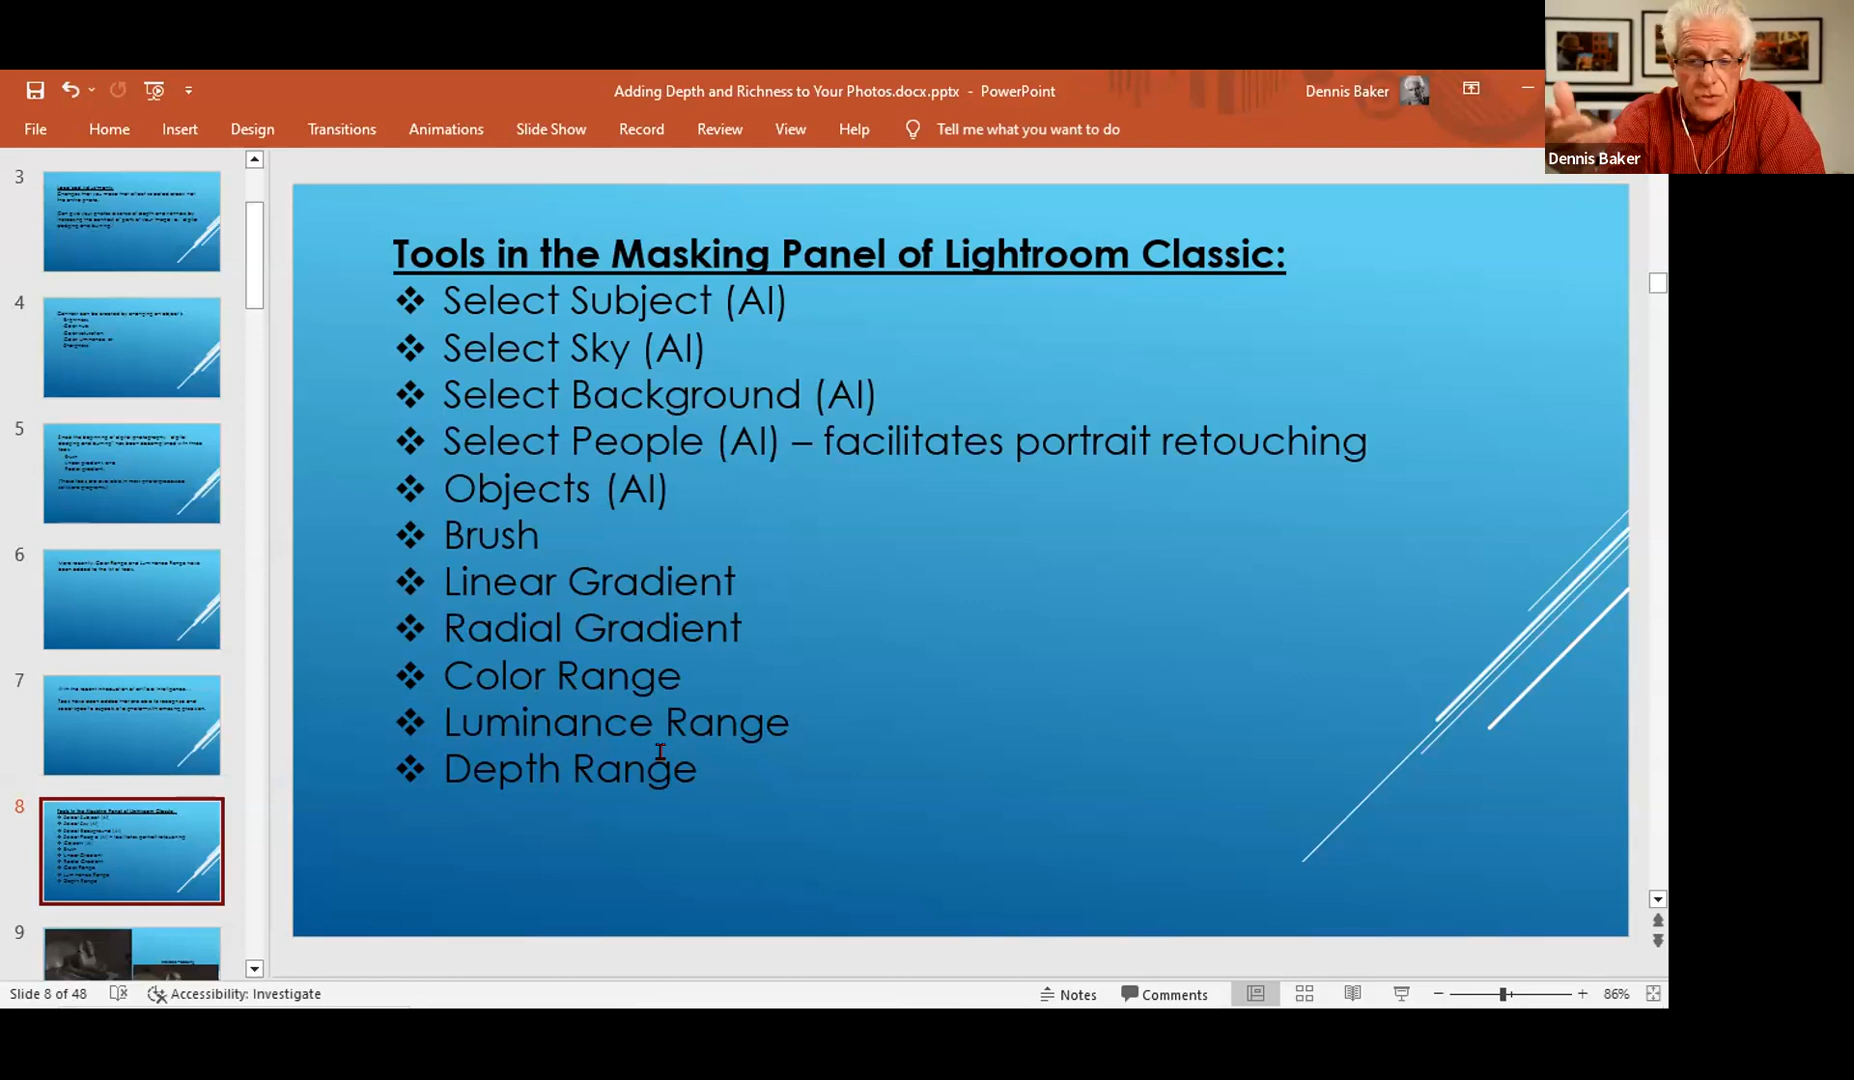 Adding Depth and Richness to Your Photos.docx.pptx - PowerPoint
Dennis Baker
File Home Insert Design Transitions Animations Slide Show Record Review View Help Tell me what you want to do
Dennis Baker
3
4
5
6
7
8
9
Tools in the Masking Panel of Lightroom Classic:
❖ Select Subject (AI)
❖ Select Sky (AI)
❖ Select Background (AI)
❖ Select People (AI) – facilitates portrait retouching
❖ Objects (AI)
❖ Brush
❖ Linear Gradient
❖ Radial Gradient
❖ Color Range
❖ Luminance Range
❖ Depth Range
Slide 8 of 48 Accessibility: Investigate Notes Comments 86%